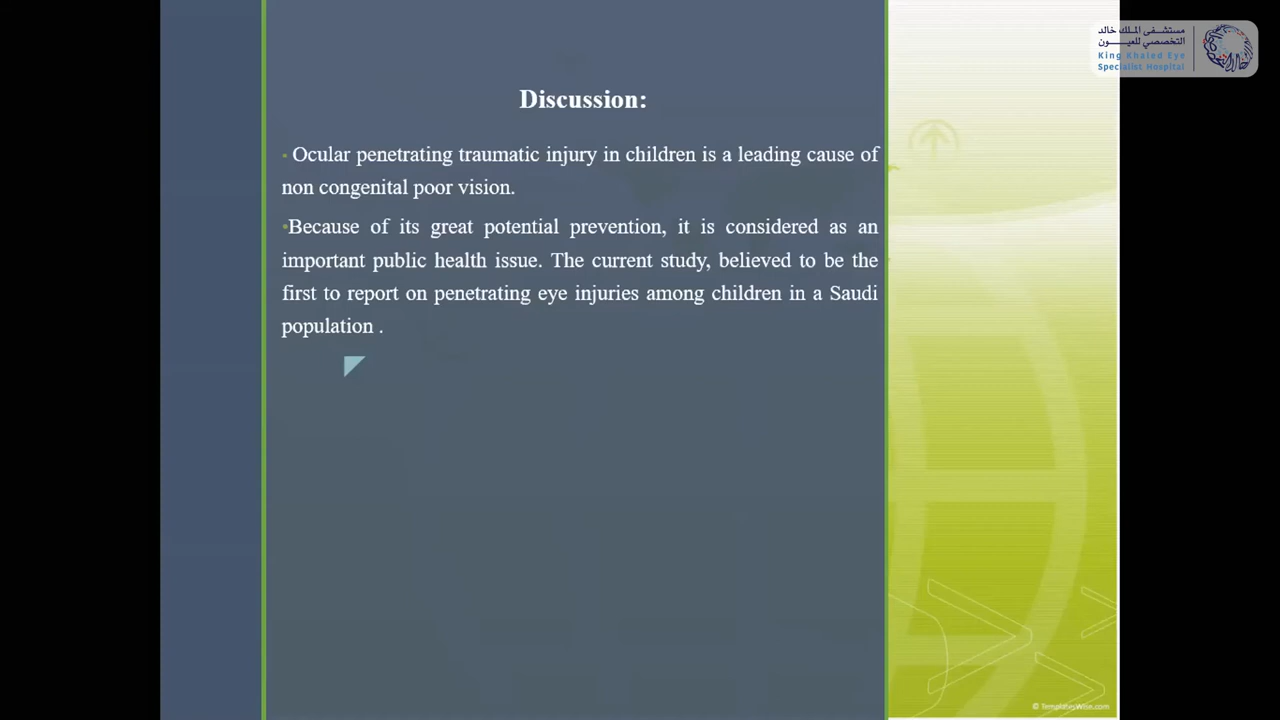 مستشفى الملك خالد
التخصصي للعيون
King Khaled Eye
Specialist Hospital
Discussion:
• Ocular penetrating traumatic injury in children is a leading cause of
non congenital poor vision.
•Because of its great potential prevention, it is considered as an
important public health issue. The current study, believed to be the
first to report on penetrating eye injuries among children in a Saudi
population .
© TemplatesWise.com